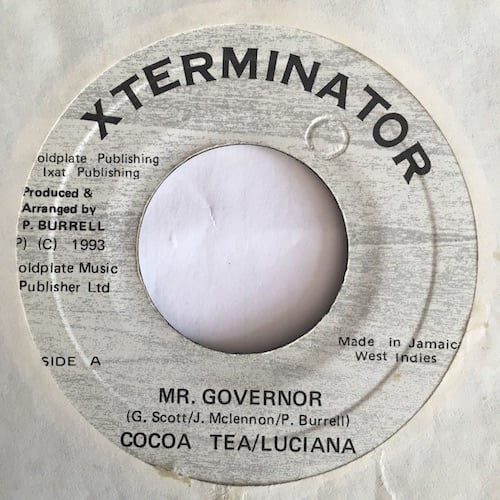 XTERMINATOR
oldplate Publishing
Ixat Publishing
Produced &
Arranged by
P. BURRELL
P) (C) 1993
oldplate Music
Publisher Ltd
SIDE A
Made in Jamaic
West Indies
MR. GOVERNOR
(G. Scott/J. Mclennon/P. Burrell)
COCOA TEA/LUCIANA